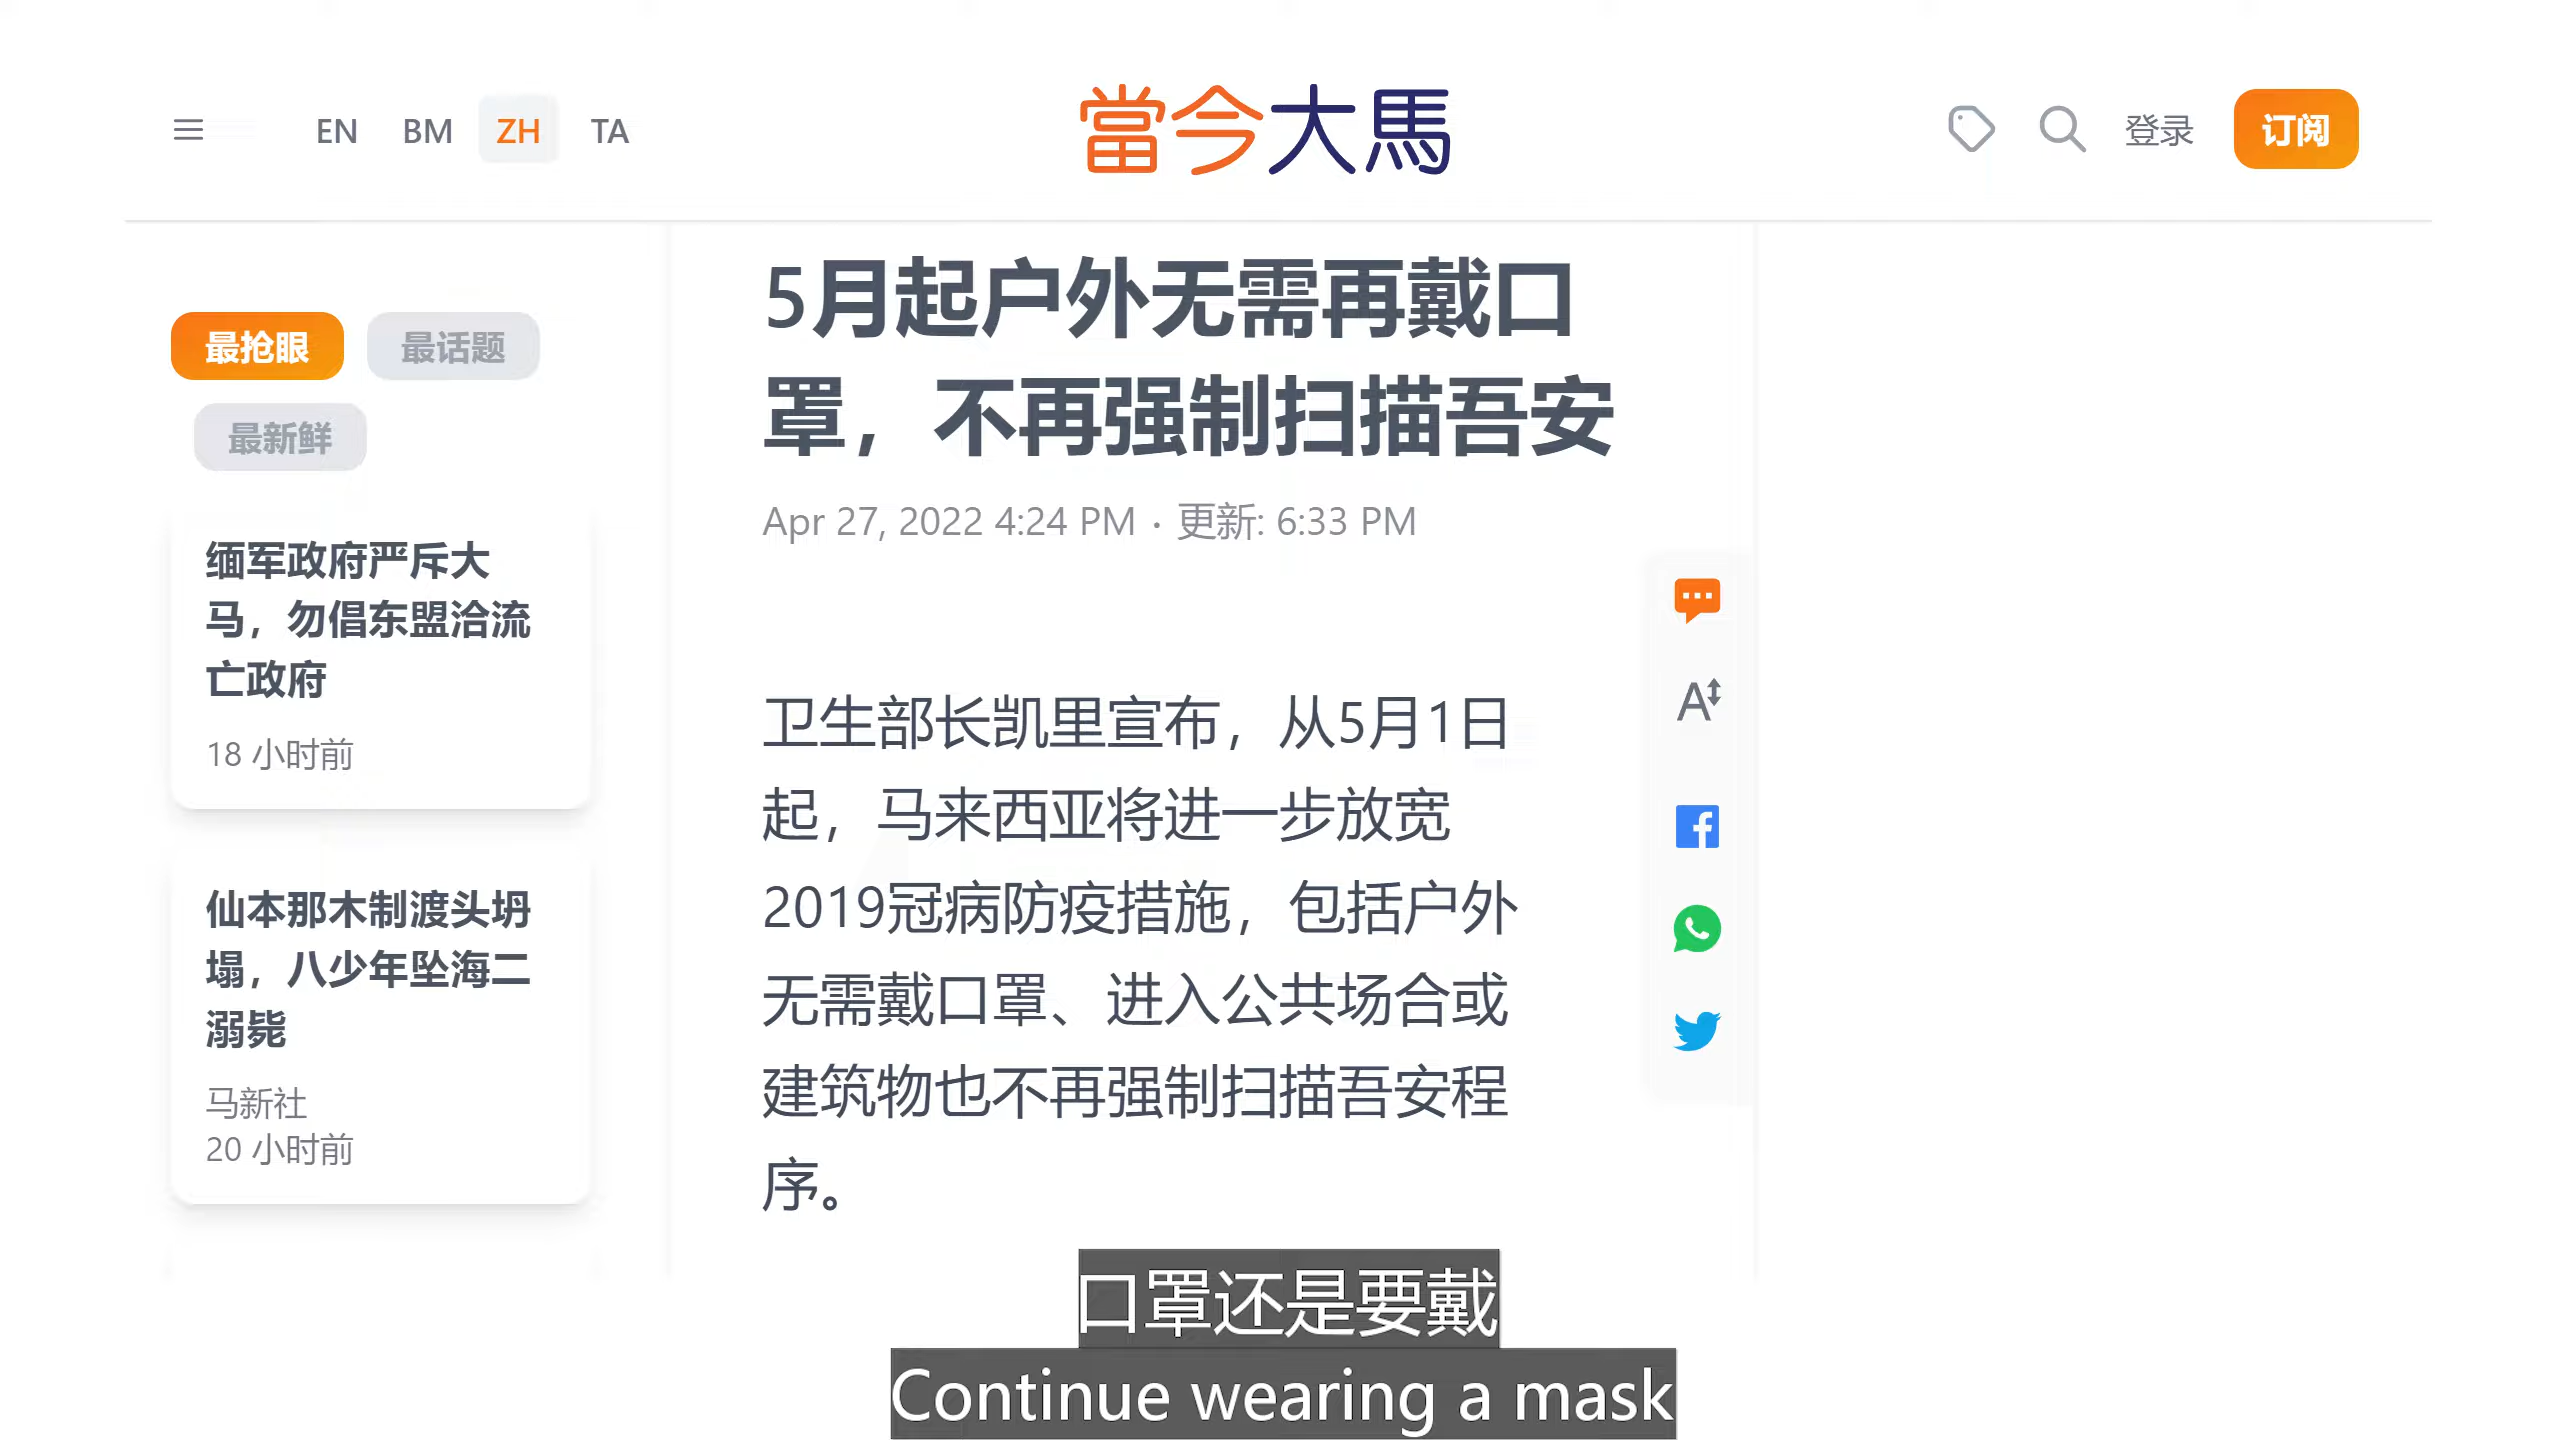 EN BM ZH TA
當今大馬
登录
订阅
最抢眼
最话题
最新鲜
缅军政府严斥大
马，勿倡东盟洽流
亡政府
18 小时前
仙本那木制渡头坍
塌，八少年坠海二
溺毙
马新社
20 小时前
5月起户外无需再戴口
罩，不再强制扫描吾安
Apr 27, 2022 4:24 PM · 更新: 6:33 PM
卫生部长凯里宣布，从5月1日
起，马来西亚将进一步放宽
2019冠病防疫措施，包括户外
无需戴口罩、进入公共场合或
建筑物也不再强制扫描吾安程
序。
A
口罩还是要戴
Continue wearing a mask